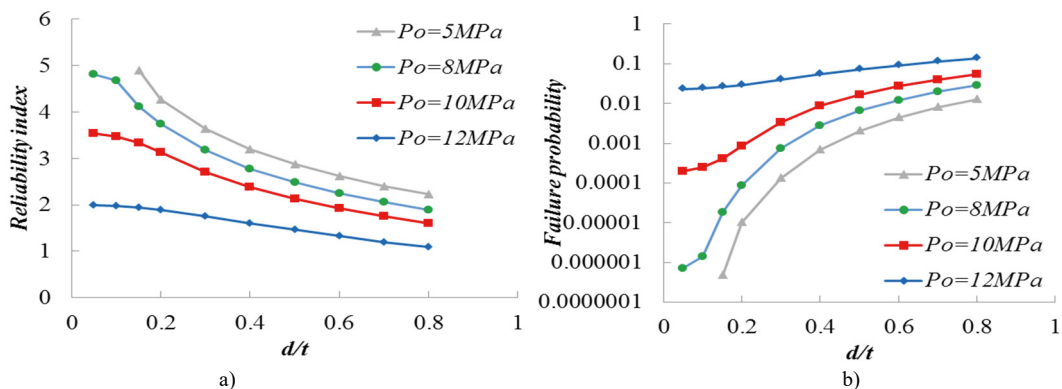 Reliability index
6
5
4
3
2
1
0
0
0.2
0.4
0.6
0.8
1
d/t
Po=5MPa
Po=8MPa
Po=10MPa
Po=12MPa
a)
Failure probability
1
0.1
0.01
0.001
0.0001
0.00001
0.000001
0.0000001
0
0.2
0.4
0.6
0.8
1
d/t
Po=5MPa
Po=8MPa
Po=10MPa
Po=12MPa
b)